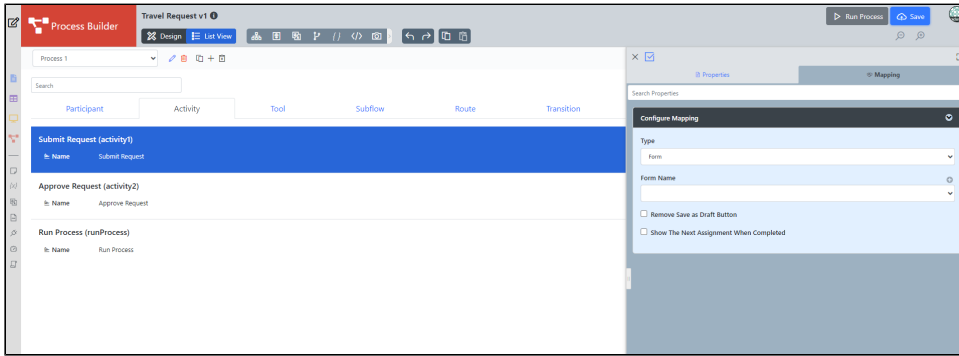 Process Builder
Travel Request v1
Design
List View
Run Process
Save
Process 1
Search
Participant
Activity
Tool
Subflow
Route
Transition
Submit Request (activity1)
Name Submit Request
Approve Request (activity2)
Name Approve Request
Run Process (runProcess)
Name Run Process
Properties
Mapping
Search Properties
Configure Mapping
Type
Form
Form Name
Remove Save as Draft Button
Show The Next Assignment When Completed